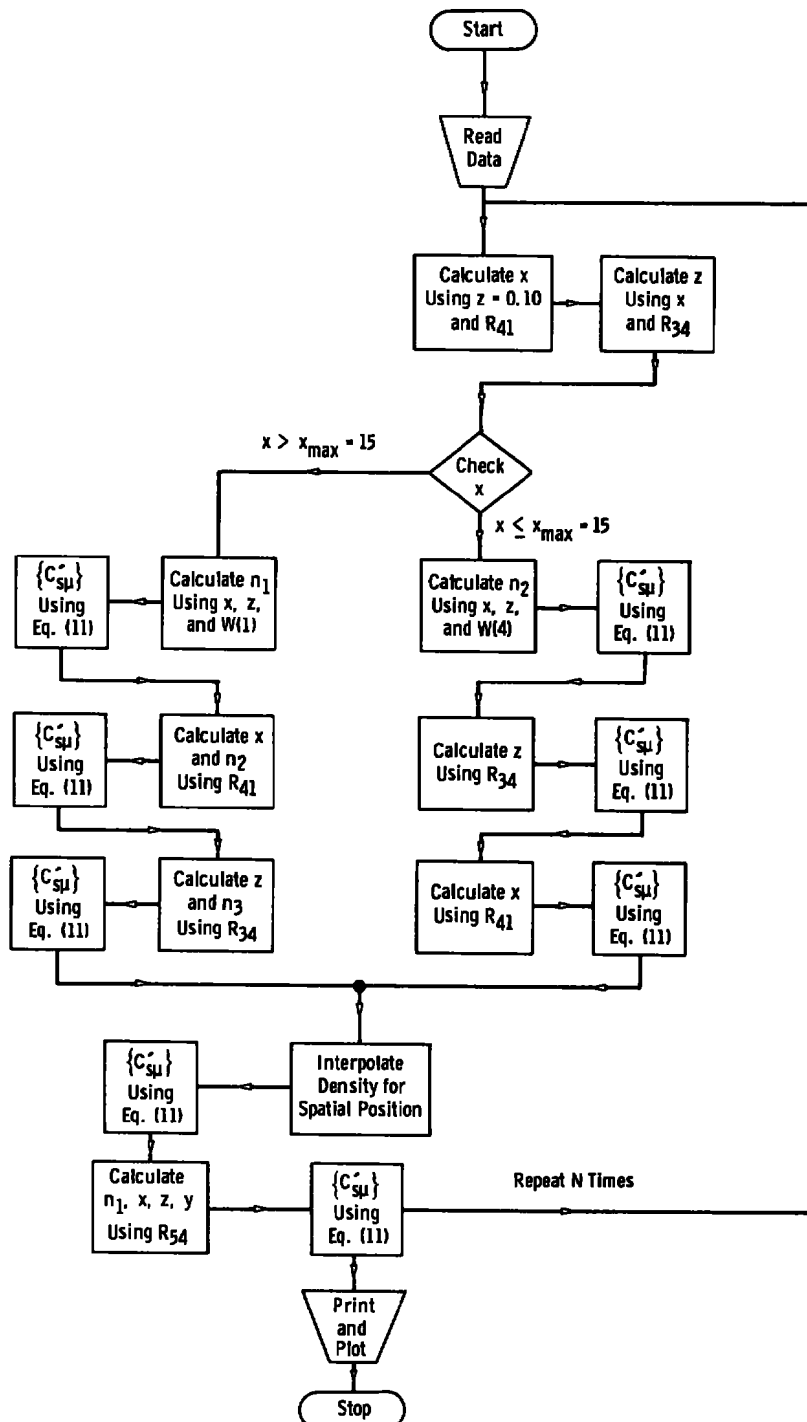 Start
Read
Data
Calculate x
Using z = 0.10
and R41
Calculate z
Using x
and R34
x > xmax = 15
Check
x
x ≤ xmax = 15
{C´sμ}
Using
Eq. (11)
Calculate n1
Using x, z,
and W(1)
Calculate n2
Using x, z,
and W(4)
{C´sμ}
Using
Eq. (11)
{C´sμ}
Using
Eq. (11)
Calculate x
and n2
Using R41
Calculate z
Using R34
{C´sμ}
Using
Eq. (11)
{C´sμ}
Using
Eq. (11)
Calculate z
and n3
Using R34
Calculate x
Using R41
{C´sμ}
Using
Eq. (11)
{C´sμ}
Using
Eq. (11)
Interpolate
Density for
Spatial Position
Calculate
n1, x, z, y
Using R54
{C´sμ}
Using
Eq. (11)
Repeat N Times
Print
and
Plot
Stop